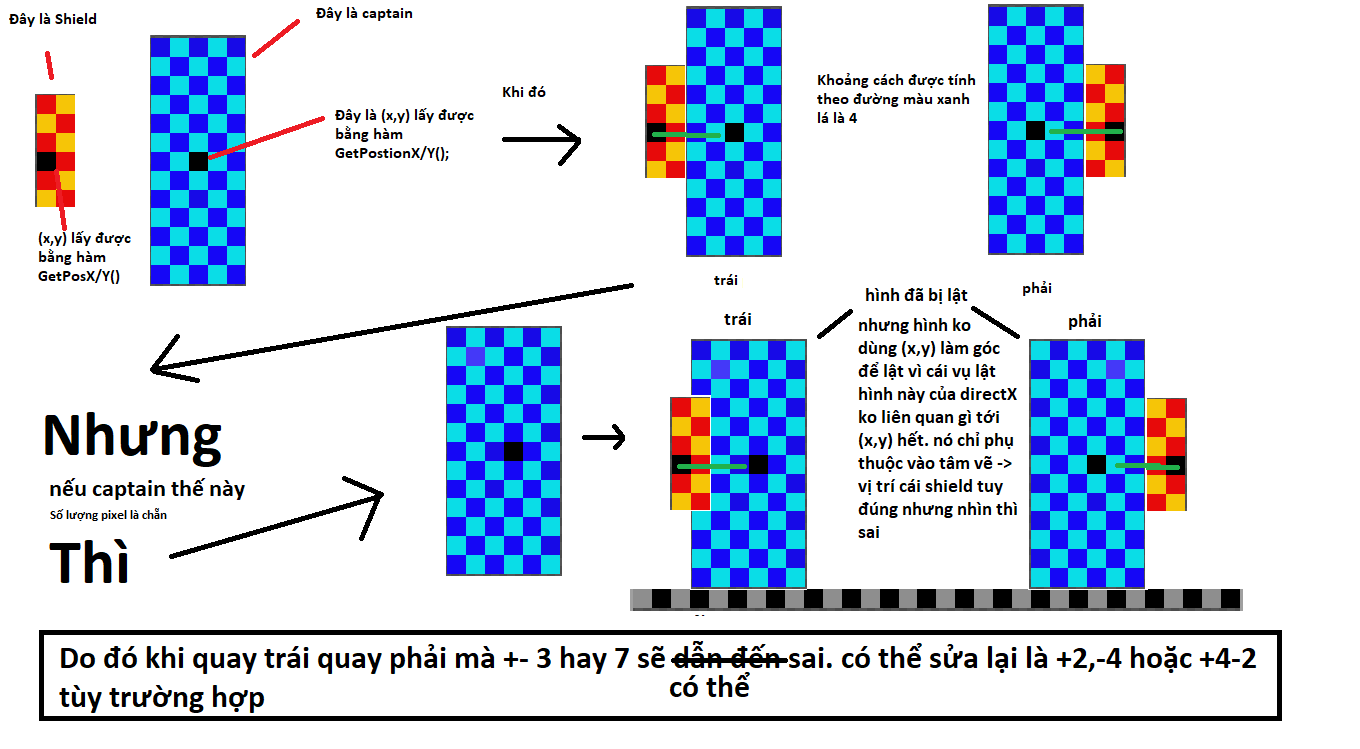 Đây là Shield
Đây là captain
Đây là (x,y) lấy được
bằng hàm
GetPostionX/Y();
(x,y) lấy được
bằng hàm
GetPosX/Y()
Khi đó
Khoảng cách được tính
theo đường màu xanh
lá là 4
trái
phải
hình đã bị lật
trái
phải
nhưng hình ko
dùng (x,y) làm góc
để lật vì cái vụ lật
hình này của directX
ko liên quan gì tới
(x,y) hết. nó chỉ phụ
thuộc vào tâm vẽ ->
vị trí cái shield tuy
đúng nhưng nhìn thì
sai
Nhưng
nếu captain thế này
Số lượng pixel là chẵn
Thì
Do đó khi quay trái quay phải mà +- 3 hay 7 sẽ dẫn đến sai. có thể sửa lại là +2,-4 hoặc +4-2
có thể
tùy trường hợp